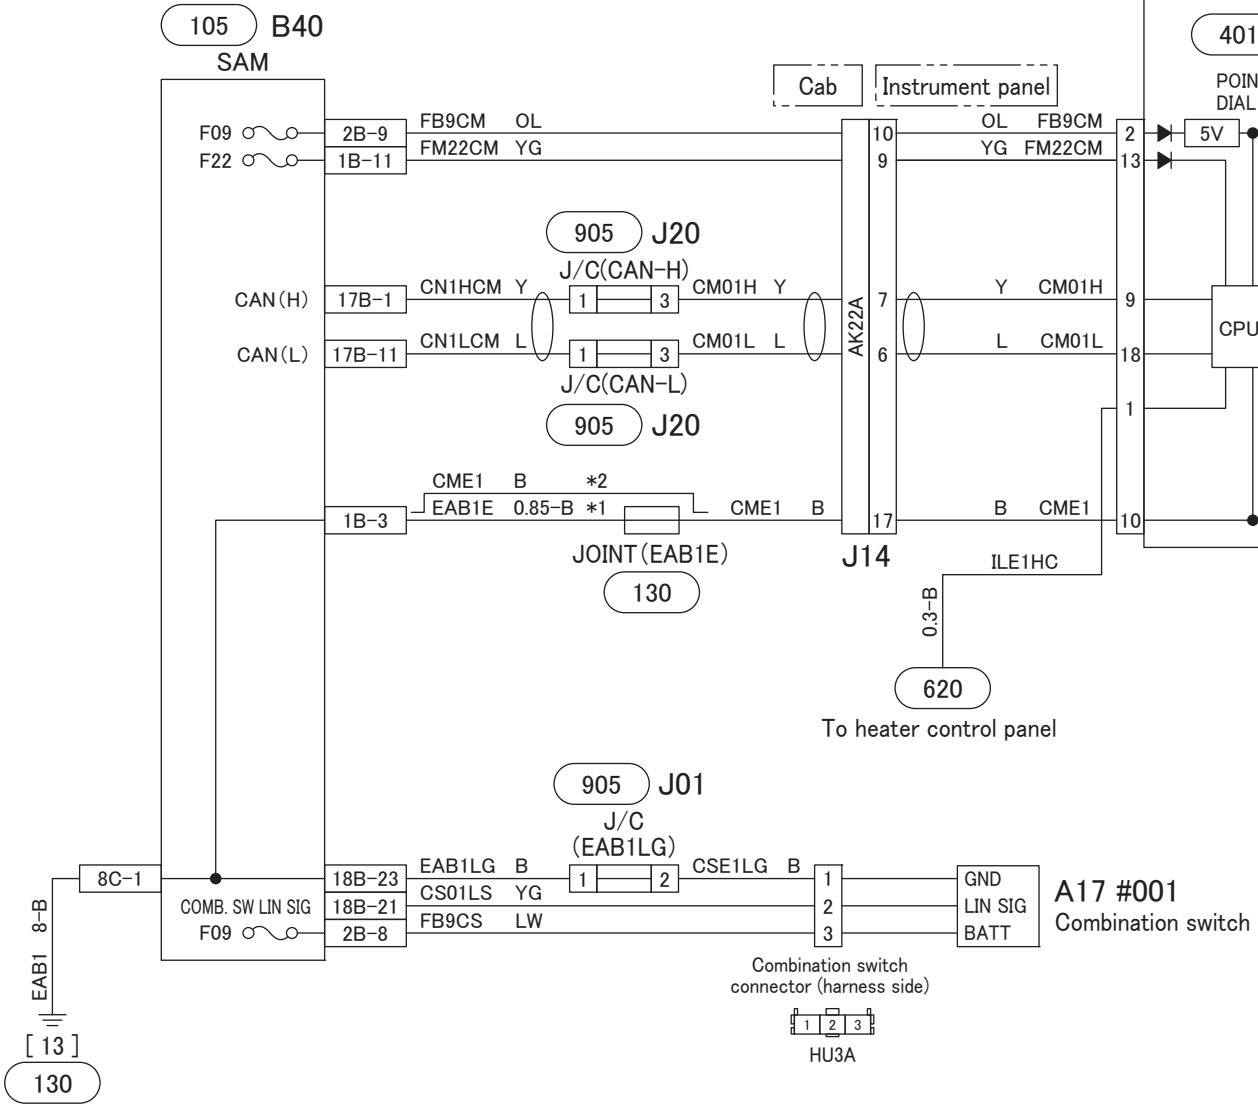 105 B40
SAM
401
POIN
DIAL
Cab Instrument panel
F09 2B-9 FB9CM OL 10 OL FB9CM 2 5V
F22 1B-11 FM22CM YG 9 YG FM22CM 13
905 J20
J/C(CAN-H)
CAN(H) 17B-1 CN1HCM Y 1 3 CM01H Y 7 Y CM01H 9
AK22A
CPU
CAN(L) 17B-11 CN1LCM L 1 3 CM01L L 6 L CM01L 18
J/C(CAN-L)
905 J20
1
CME1 B *2
1B-3 EAB1E 0.85-B *1 CME1 B 17 B CME1 10
JOINT(EAB1E)
J14
130
ILE1HC
0.3-B
620
To heater control panel
905 J01
J/C
(EAB1LG)
8C-1 18B-23 EAB1LG B 1 2 CSE1LG B 1 GND
COMB. SW LIN SIG 18B-21 CS01LS YG 2 LIN SIG
F09 2B-8 FB9CS LW 3 BATT
A17 #001
Combination switch
EAB1 8-B
Combination switch
connector (harness side)
1 2 3
HU3A
[ 13 ]
130